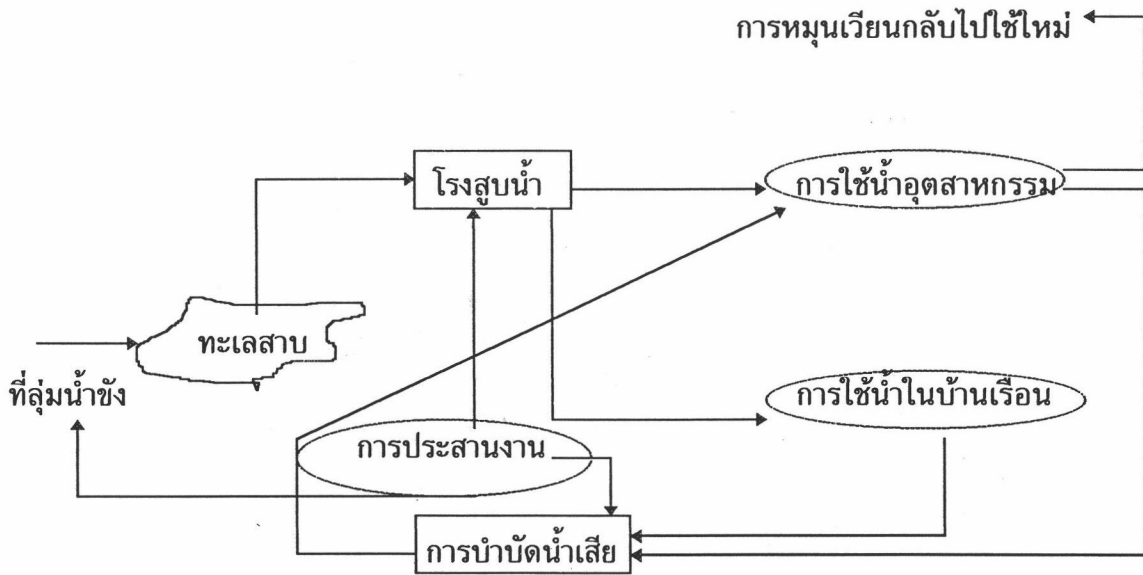 การหมุนเวียนกลับไปใช้ใหม่
โรงสูบน้ำ
การใช้น้ำอุตสาหกรรม
ทะเลสาบ
ที่ลุ่มน้ำขัง
การใช้น้ำในบ้านเรือน
การประสานงาน
การบำบัดน้ำเสีย